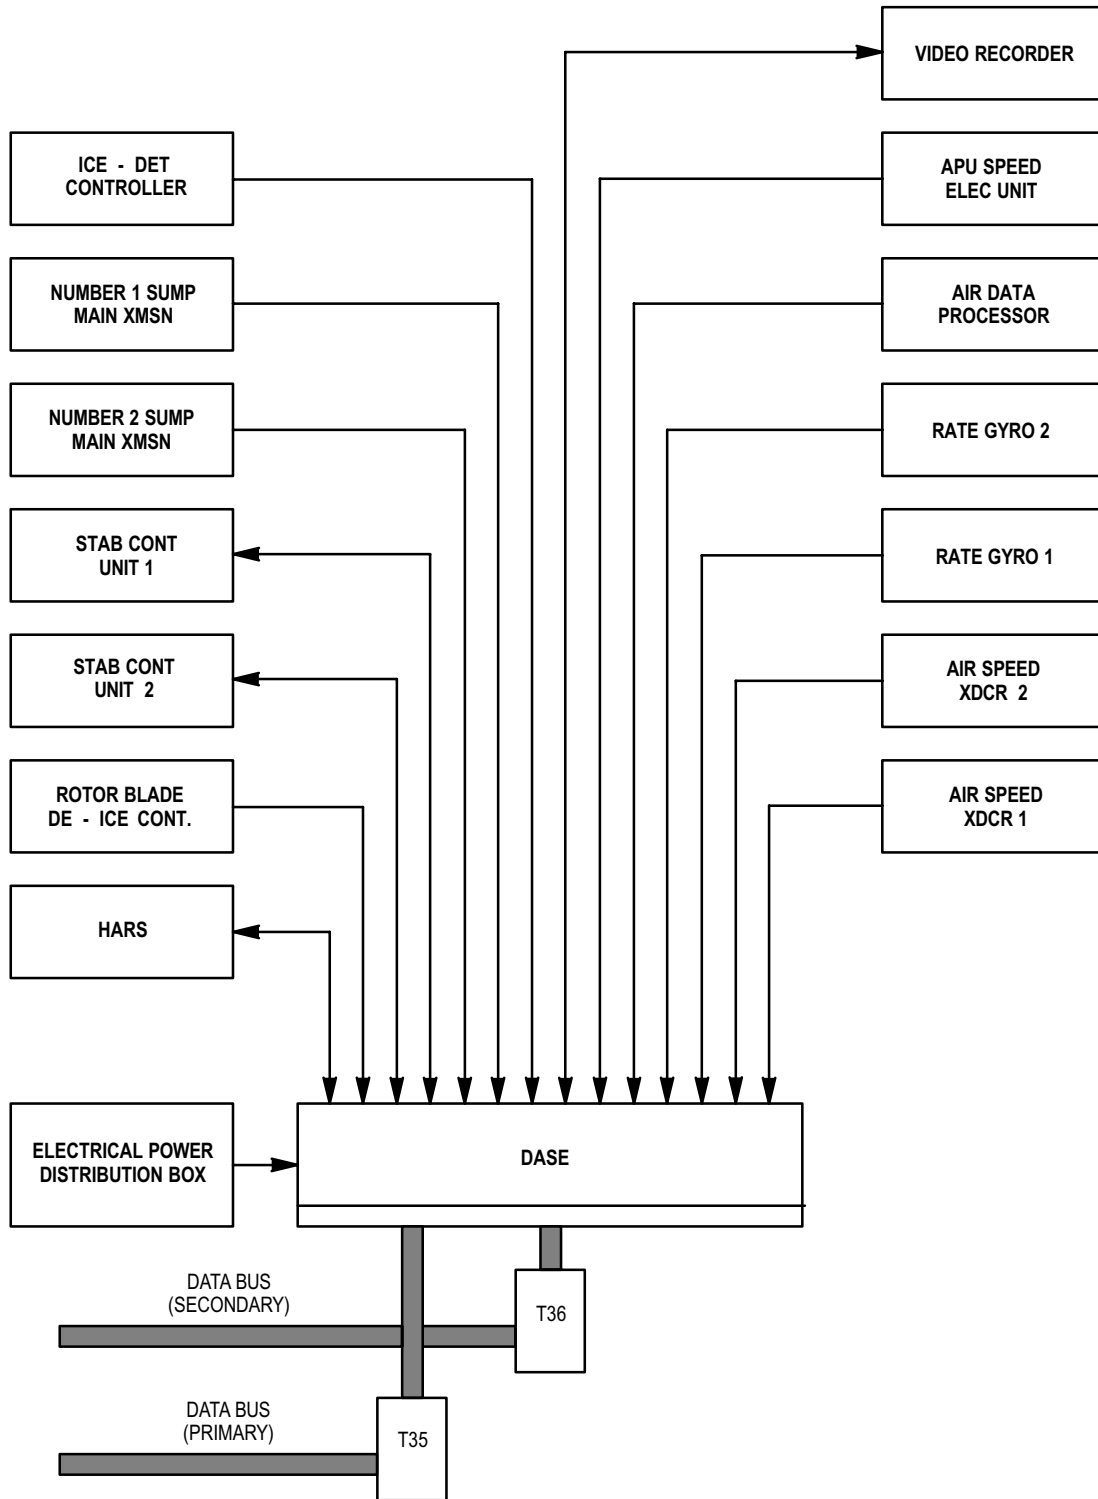 VIDEO RECORDER
ICE - DET
CONTROLLER
APU SPEED
ELEC UNIT
NUMBER 1 SUMP
MAIN XMSN
AIR DATA
PROCESSOR
NUMBER 2 SUMP
MAIN XMSN
RATE GYRO 2
STAB CONT
UNIT 1
RATE GYRO 1
STAB CONT
UNIT 2
AIR SPEED
XDCR 2
ROTOR BLADE
DE - ICE CONT.
AIR SPEED
XDCR 1
HARS
ELECTRICAL POWER
DISTRIBUTION BOX
DASE
DATA BUS
(SECONDARY)
T36
DATA BUS
(PRIMARY)
T35